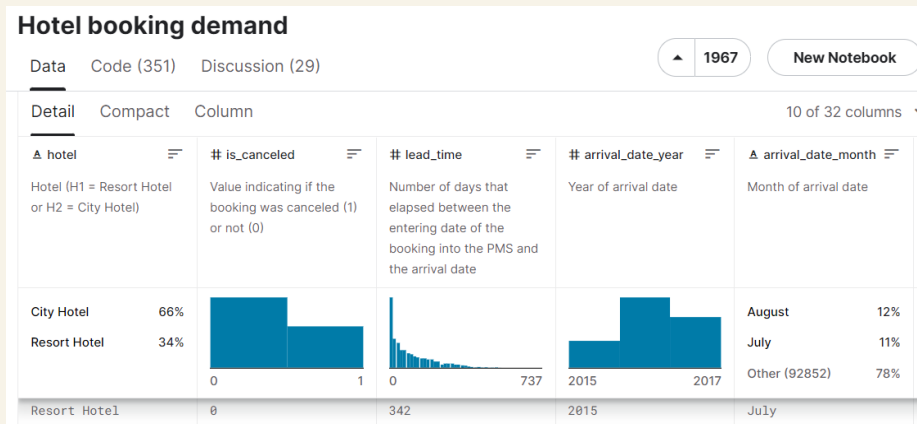 Hotel booking demand
Data Code (351) Discussion (29)
1967 New Notebook
Detail Compact Column
10 of 32 columns
hotel
Hotel (H1 = Resort Hotel
or H2 = City Hotel)
# is_canceled
Value indicating if the
booking was canceled (1)
or not (0)
# lead_time
Number of days that
elapsed between the
entering date of the
booking into the PMS and
the arrival date
# arrival_date_year
Year of arrival date
arrival_date_month
Month of arrival date
City Hotel 66%
Resort Hotel 34%
0 1
0 737
2015 2017
August 12%
July 11%
Other (92852) 78%
Resort Hotel 0 342 2015 July